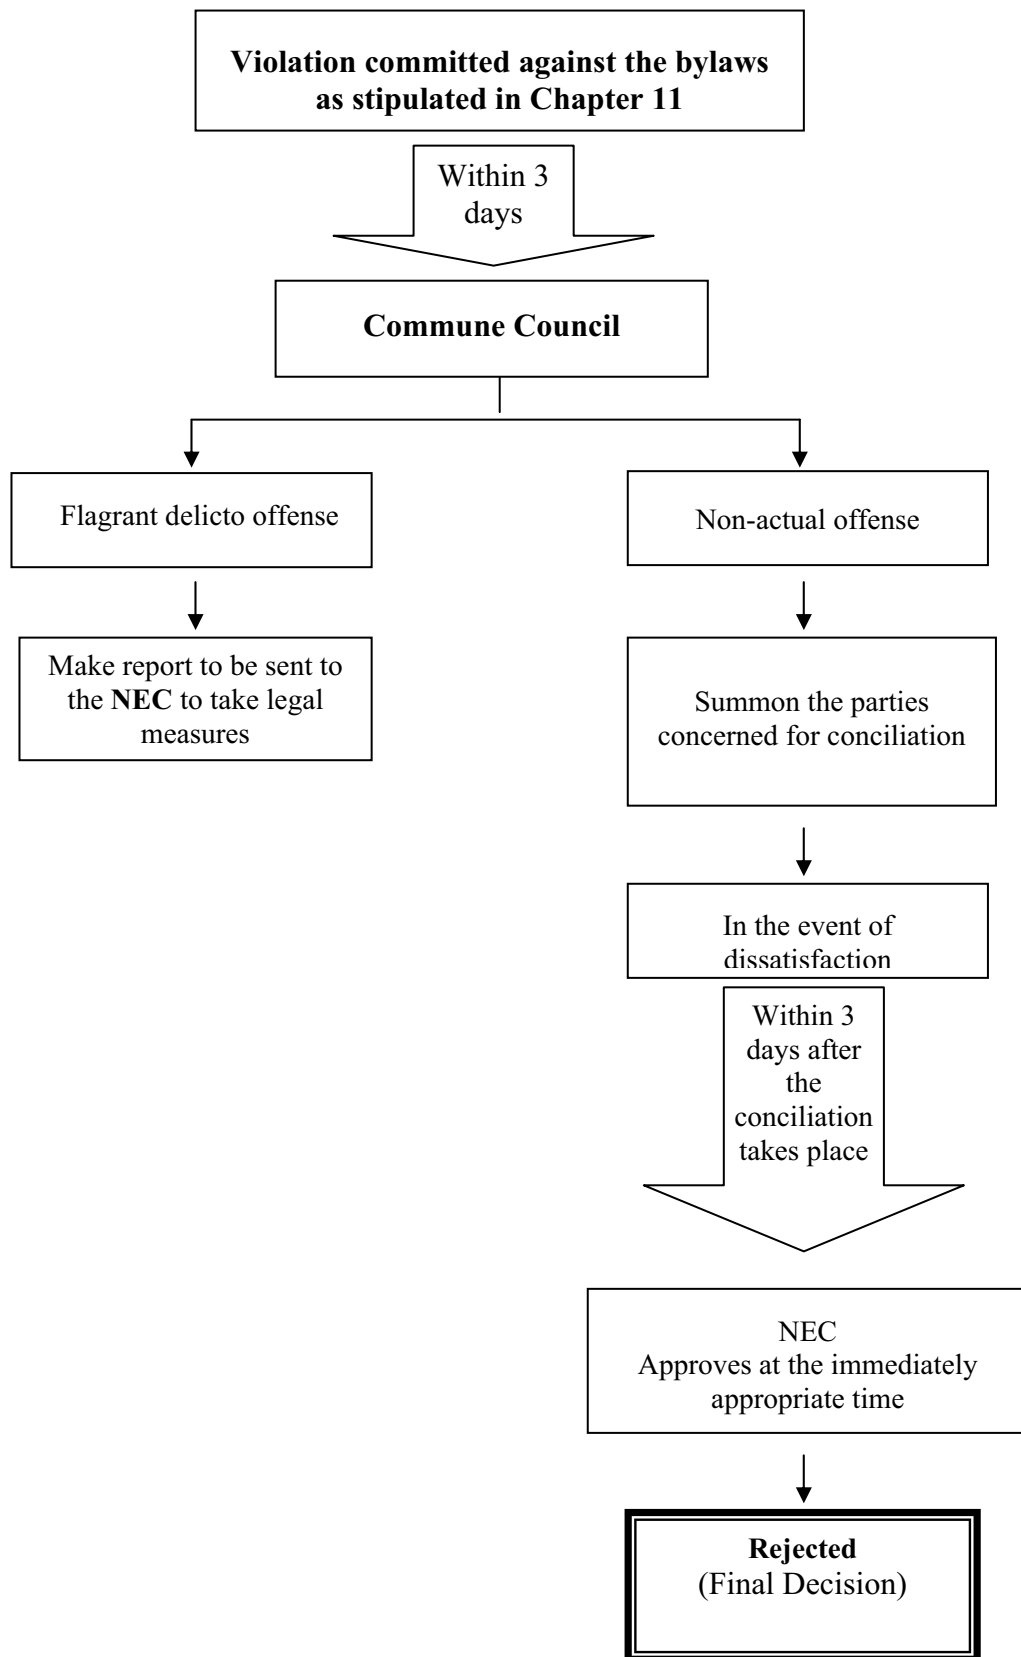 Violation committed against the bylaws
as stipulated in Chapter 11
Within 3
days
Commune Council
Flagrant delicto offense
Non-actual offense
Make report to be sent to
the NEC to take legal
measures
Summon the parties
concerned for conciliation
In the event of
dissatisfaction
Within 3
days after
the
conciliation
takes place
NEC
Approves at the immediately
appropriate time
Rejected
(Final Decision)